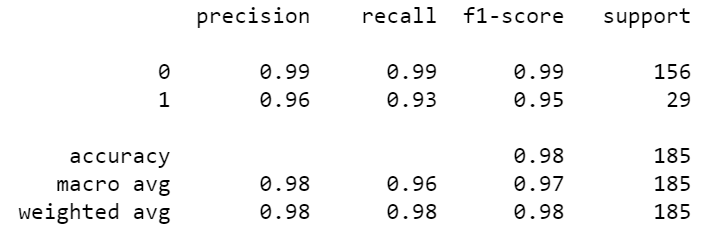 precision recall f1-score support
0 0.99 0.99 0.99 156
1 0.96 0.93 0.95 29
accuracy 0.98 185
macro avg 0.98 0.96 0.97 185
weighted avg 0.98 0.98 0.98 185